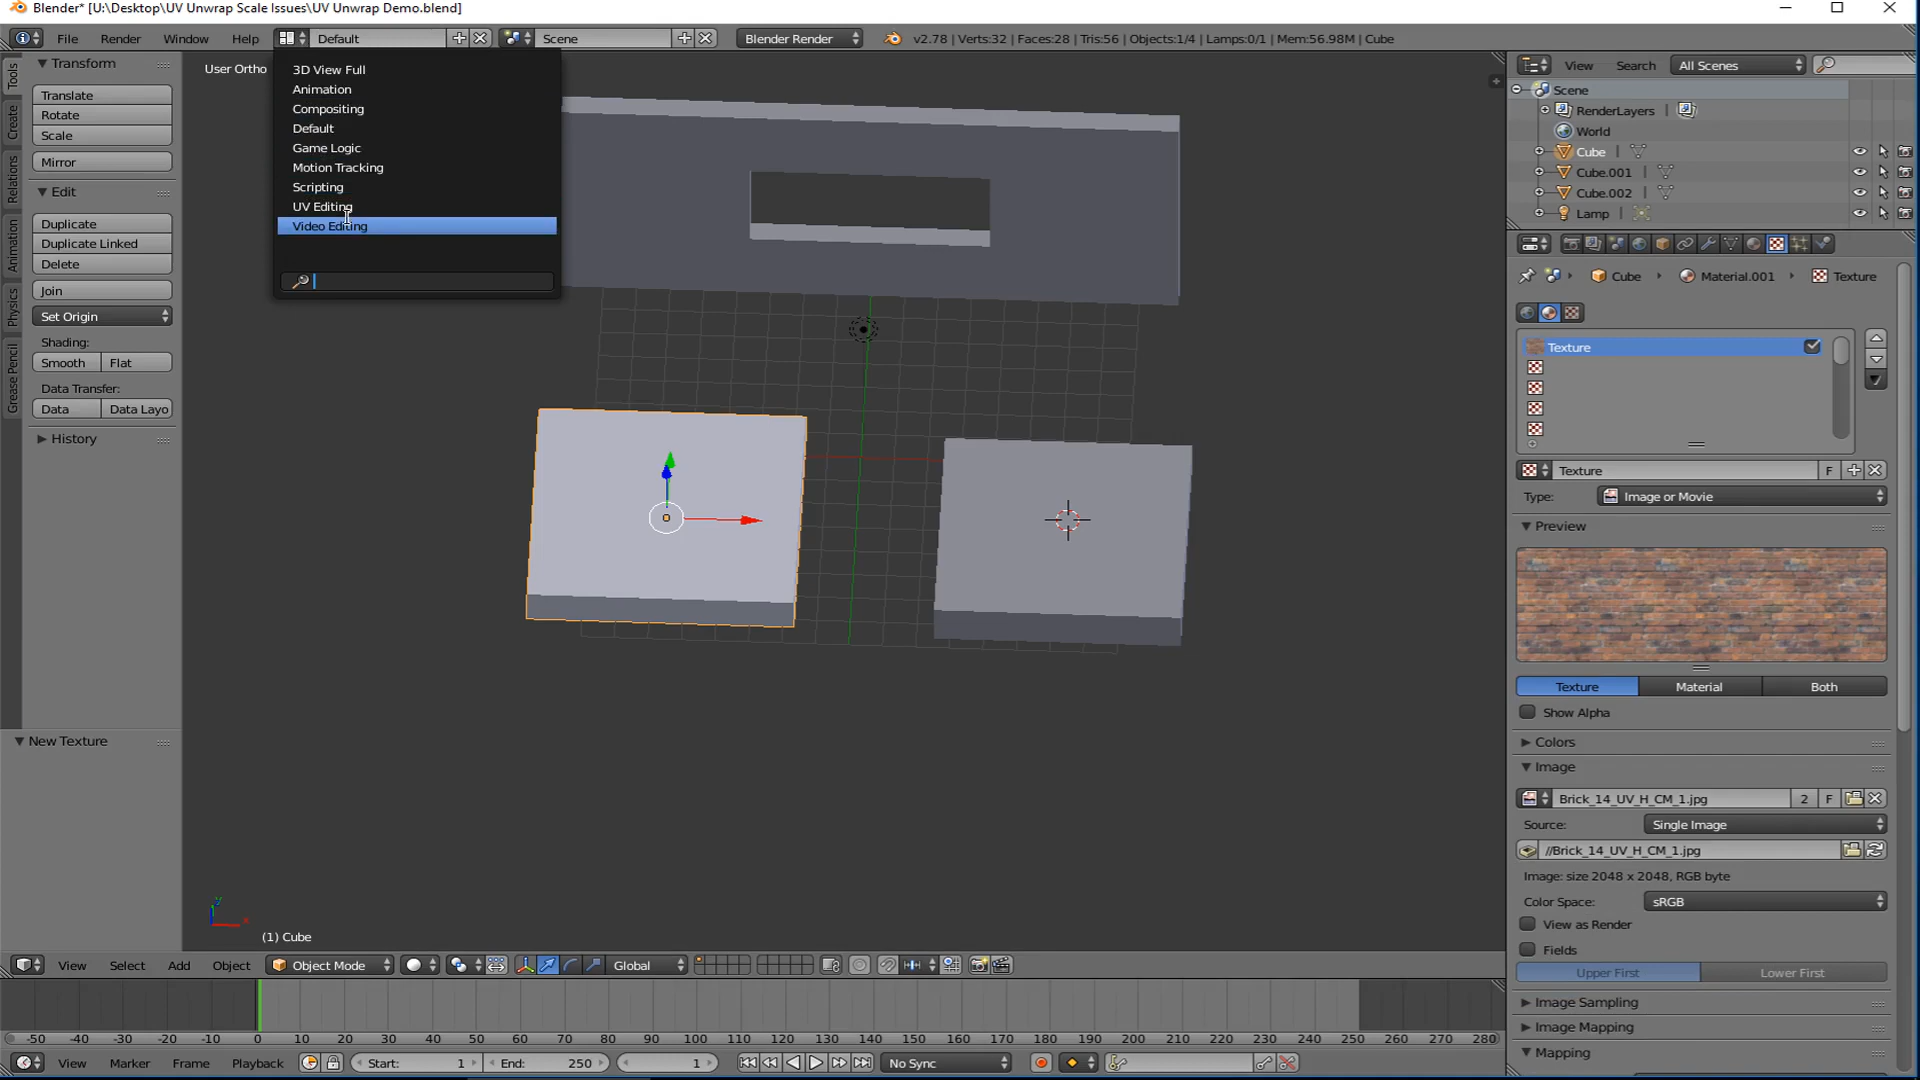 Blender* [U:\Desktop\UV Unwrap Scale Issues\UV Unwrap Demo.blend]
File Render Window Help Default Scene Blender Render v2.78 | Verts:32 | Faces:28 | Tris:56 | Objects:1/4 | Lamps:0/1 | Mem:56.98M | Cube
Tools
Create
Relations
Animation
Physics
Grease Pencil
Transform
Translate
Rotate
Scale
Mirror
Edit
Duplicate
Duplicate Linked
Delete
Join
Set Origin
Shading:
Smooth Flat
Data Transfer:
Data Data Layo
History
New Texture
User Ortho
3D View Full
Animation
Compositing
Default
Game Logic
Motion Tracking
Scripting
UV Editing
Video Editing
(1) Cube
View Select Add Object Object Mode Global
-50 -40 -30 -20 -10 0 10 20 30 40 50 60 70 80 90 100 110 120 130 140 150 160 170 180 190 200 210 220 230 240 250 260 270 280
View Marker Frame Playback Start: 1 End: 250 1 No Sync
View Search All Scenes
Scene
RenderLayers |
World
Cube |
Cube.001 |
Cube.002 |
Lamp |
Cube Material.001 Texture
Texture
Texture F
Type: Image or Movie
Preview
Texture Material Both
Show Alpha
Colors
Image
Brick_14_UV_H_CM_1.jpg 2 F
Source: Single Image
//Brick_14_UV_H_CM_1.jpg
Image: size 2048 x 2048, RGB byte
Color Space: sRGB
View as Render
Fields
Upper First Lower First
Image Sampling
Image Mapping
Mapping